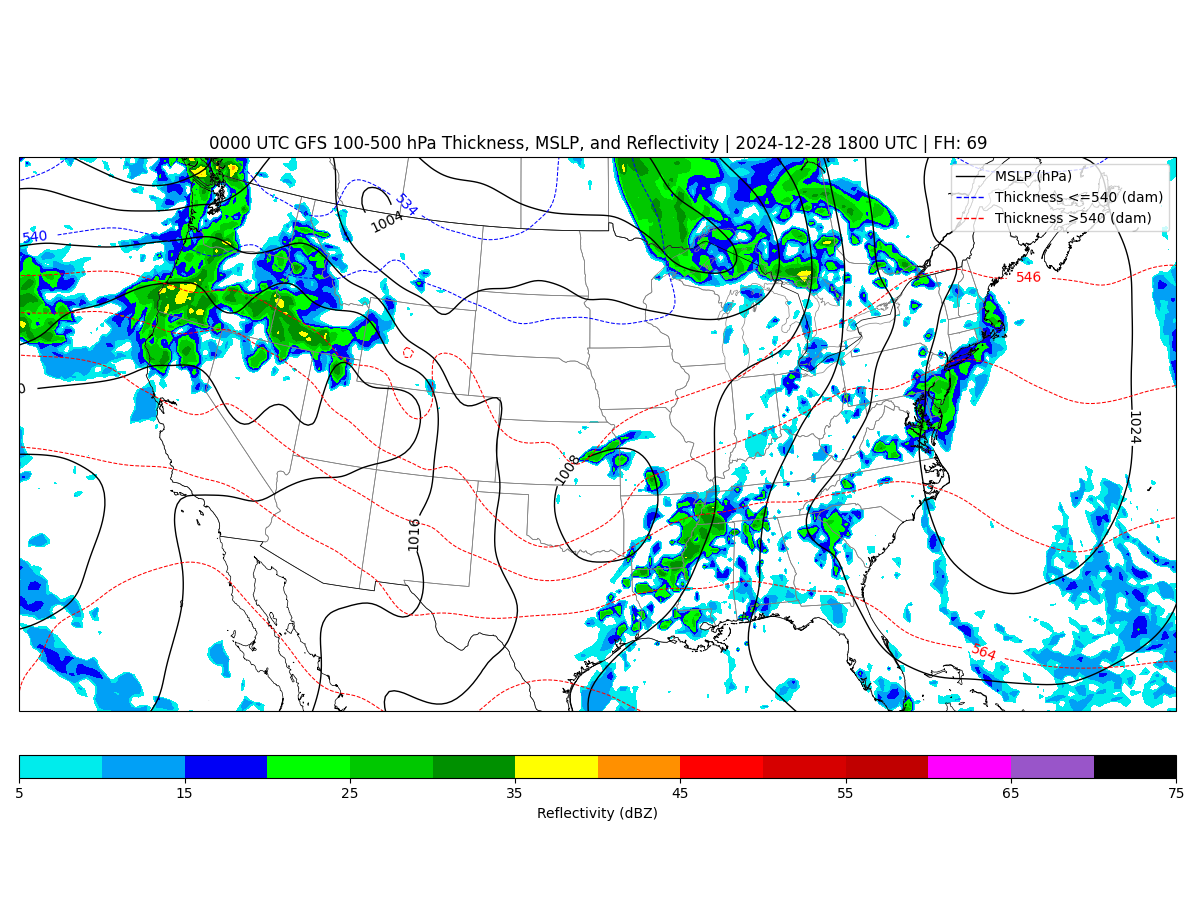 0000 UTC GFS 100-500 hPa Thickness, MSLP, and Reflectivity | 2024-12-28 1800 UTC | FH: 69
MSLP (hPa)
Thickness <=540 (dam)
Thickness >540 (dam)
534
1004
540
546
1024
1008
1016
564
5 15 25 35 45 55 65 75
Reflectivity (dBZ)